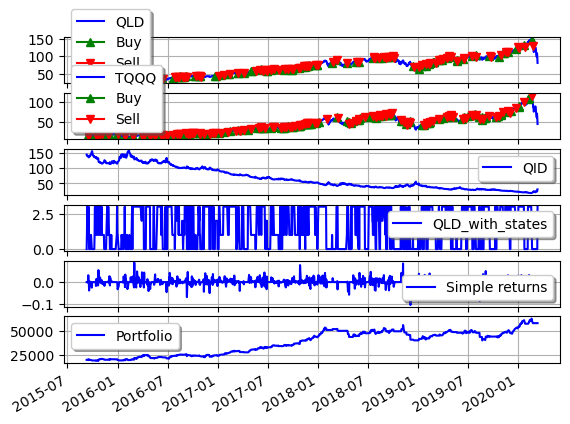 QLD
Buy
Sell
150
100
50
TQQQ
Buy
Sell
100
50
QID
150
100
50
QLD_with_states
2.5
0.0
Simple returns
0.0
−0.1
Portfolio
50000
25000
2015-07
2016-01
2016-07
2017-01
2017-07
2018-01
2018-07
2019-01
2019-07
2020-01